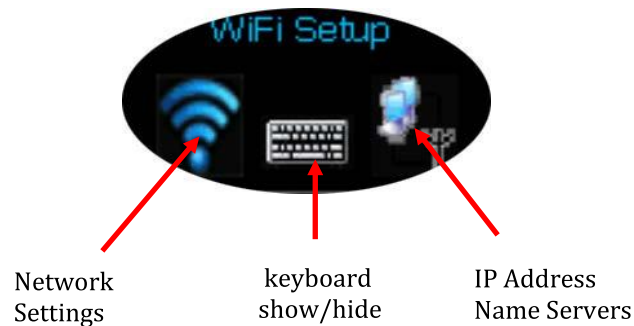 WiFi Setup
Network
Settings
keyboard
show/hide
IP Address
Name Servers